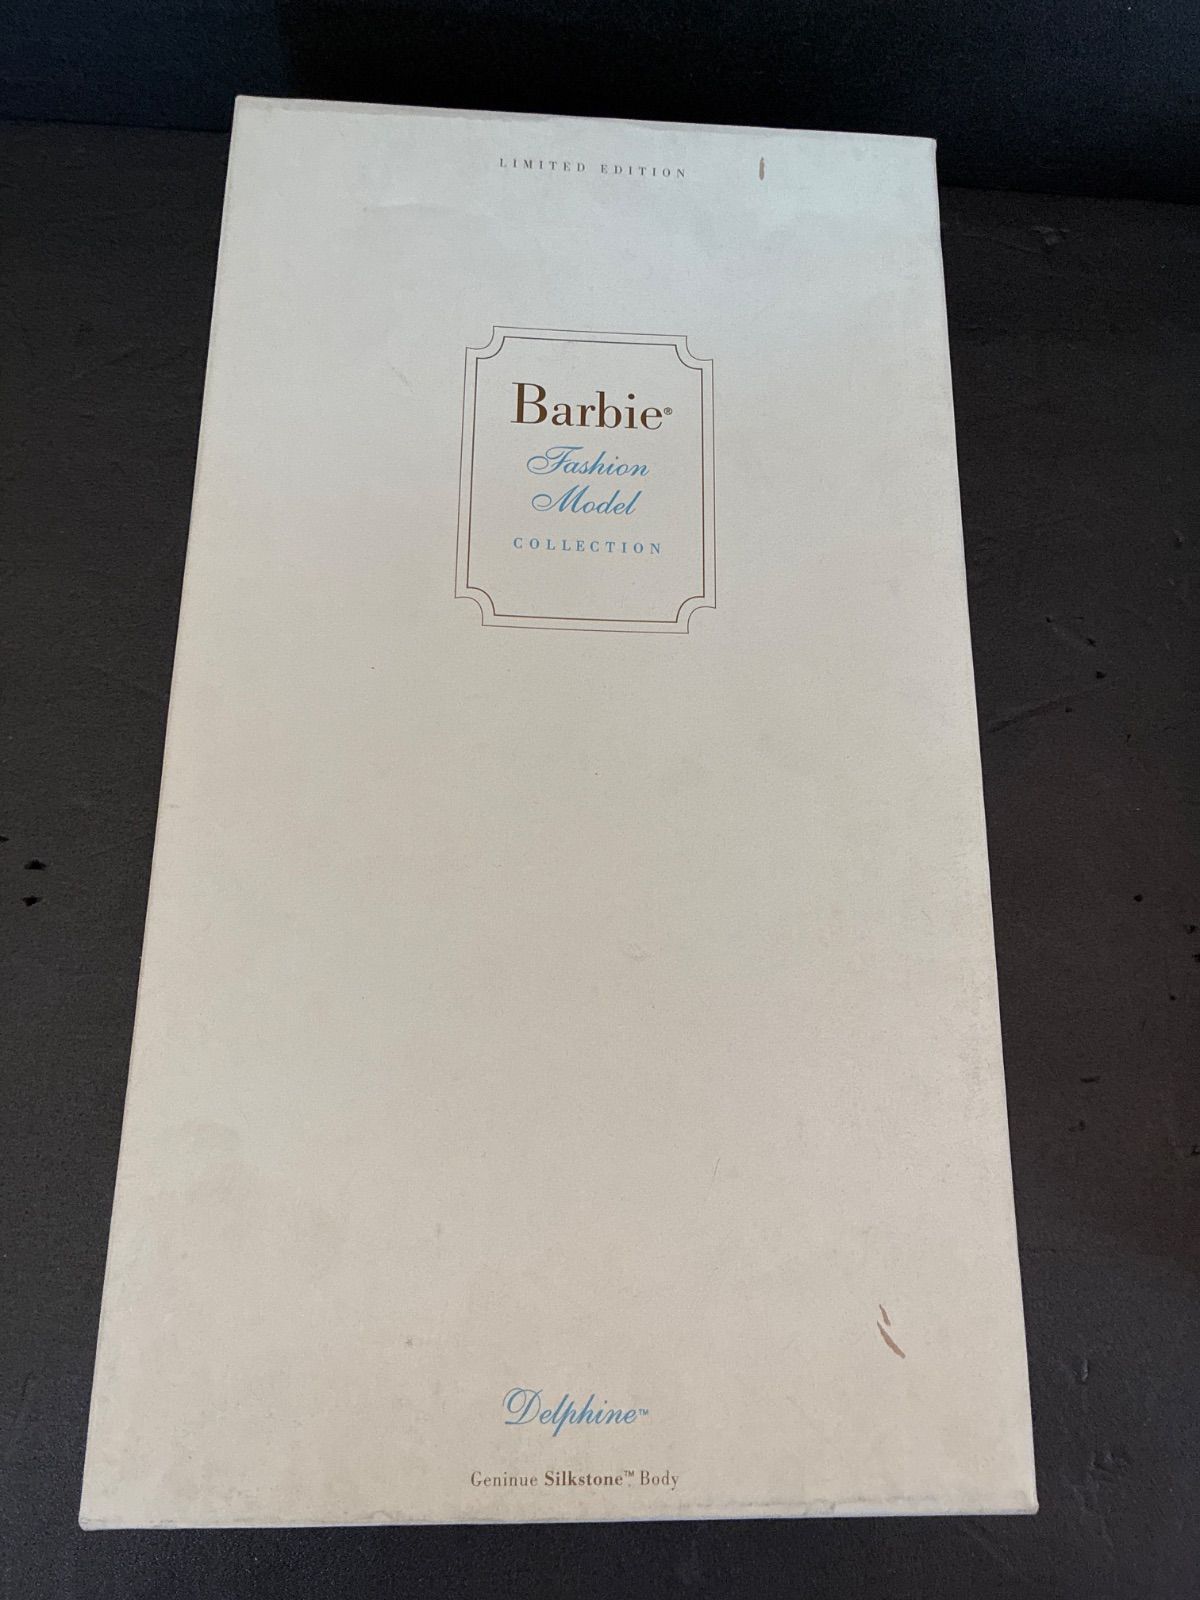 LIMITED EDITION
Barbie®
Fashion
Model
COLLECTION
Delphine™
Geninue Silkstone™ Body